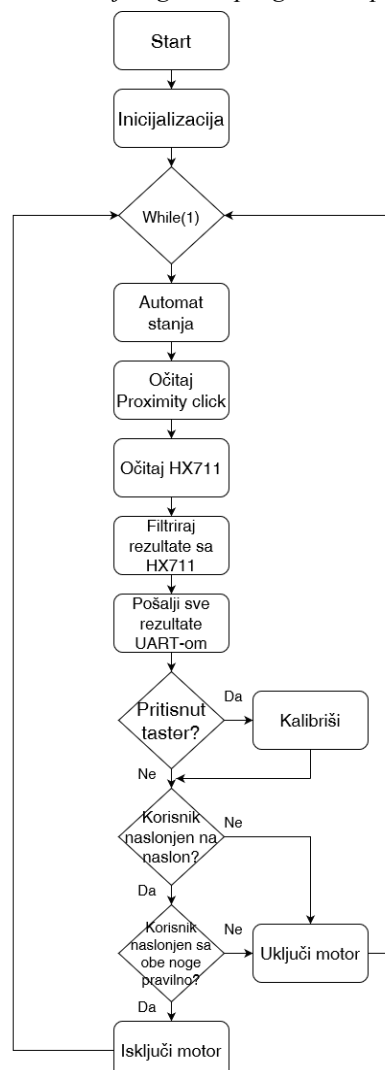 Start
Inicijalizacija
While(1)
Automat
stanja
Očitaj
Proximity click
Očitaj HX711
Filtriraj
rezultate sa
HX711
Pošalji sve
rezultate
UART-om
Pritisnut
taster?
Da
Kalibriši
Ne
Korisnik
naslonjen na
naslon?
Ne
Da
Korisnik
naslonjen sa
obe noge
pravilno?
Ne
Uključi motor
Da
Isključi motor